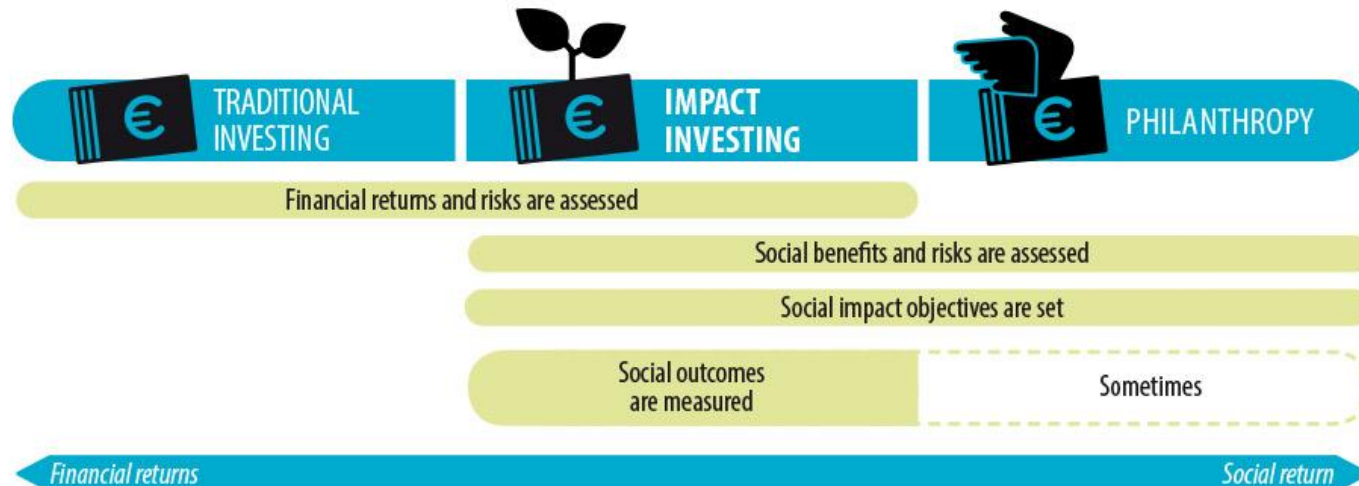 € TRADITIONAL
INVESTING
€ IMPACT
INVESTING
€ PHILANTHROPY
Financial returns and risks are assessed
Social benefits and risks are assessed
Social impact objectives are set
Social outcomes
are measured
Sometimes
Financial returns
Social return